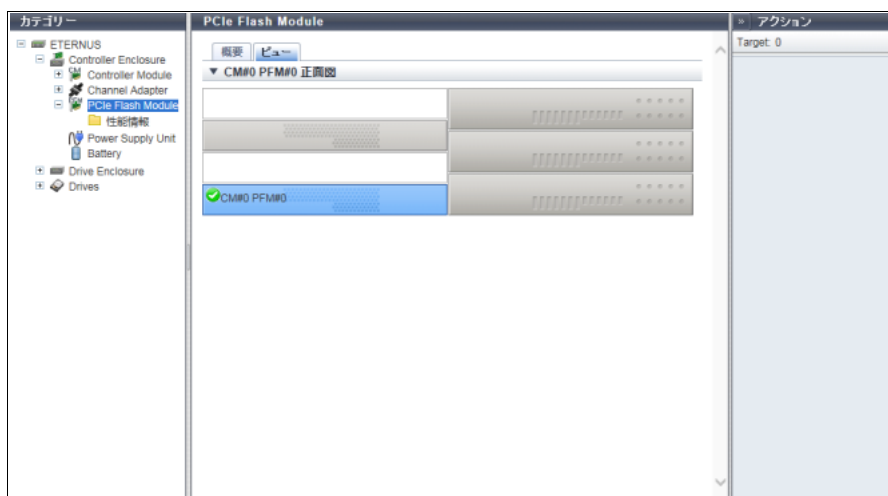 カテゴリー
ETERNUS
Controller Enclosure
Controller Module
Channel Adapter
PCIe Flash Module
性能情報
Power Supply Unit
Battery
Drive Enclosure
Drives
PCIe Flash Module
概要 ビュー
▼ CM#0 PFM#0 正面図
CM#0 PFM#0
» アクション
Target: 0